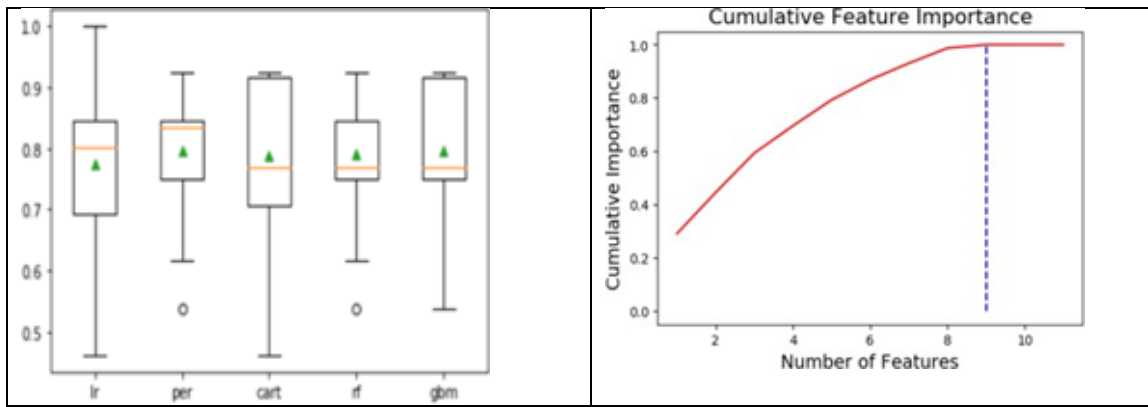 1.0
0.9
0.8
0.7
0.6
0.5
lr per cart rf gbm
Cumulative Feature Importance
Cumulative Importance
1.0
0.8
0.6
0.4
0.2
0.0
2 4 6 8 10
Number of Features